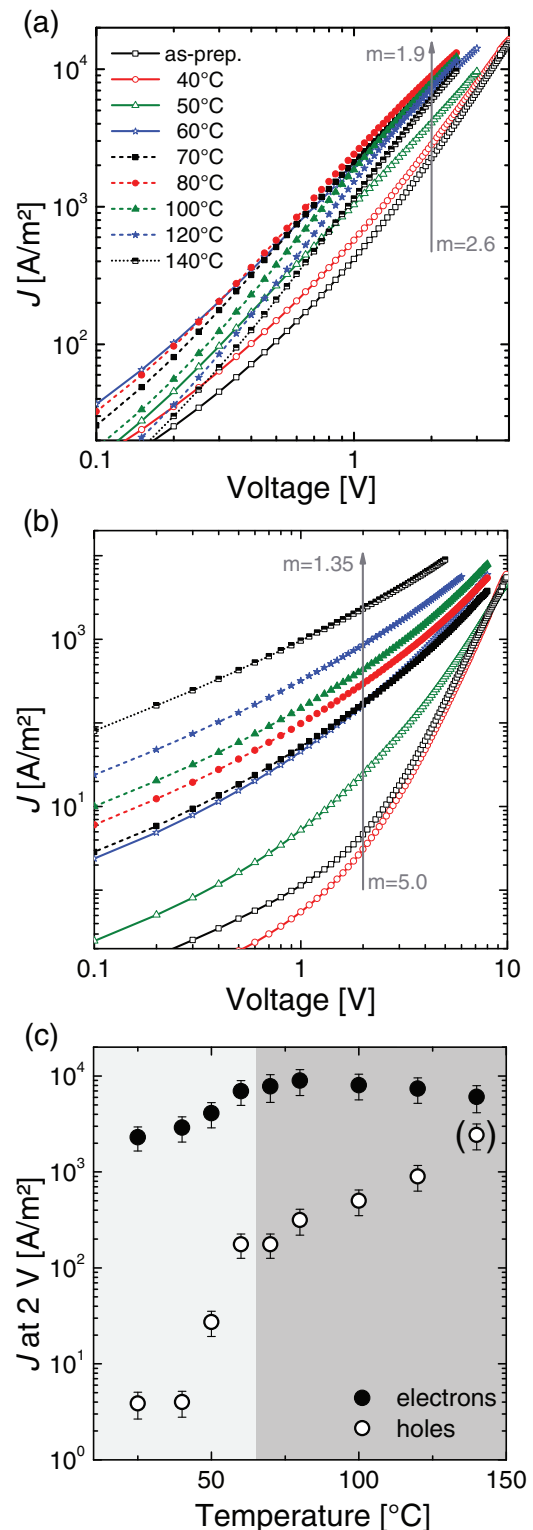 (a)
as-prep.
40°C
50°C
60°C
70°C
80°C
100°C
120°C
140°C
m=1.9
m=2.6
10⁴
10³
10²
J [A/m²]
0.1
1
Voltage [V]
(b)
m=1.35
m=5.0
10³
10¹
J [A/m²]
0.1
1
10
Voltage [V]
(c)
10⁵
10⁴
10³
10²
10¹
10⁰
J at 2 V [A/m²]
( )
electrons
holes
50
100
150
Temperature [°C]